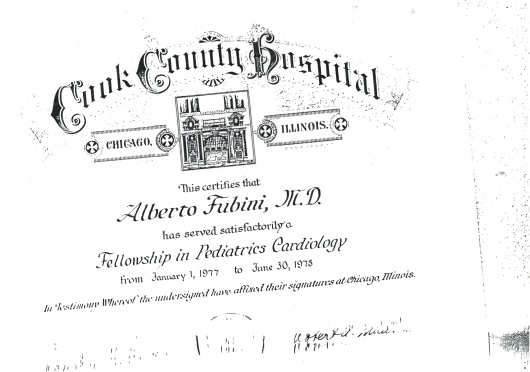 Cook County Hospital
CHICAGO, ILLINOIS.
This certifies that
Alberto Fubini, M.D.
has served satisfactorily a
Fellowship in Pediatrics Cardiology
from January 1, 1977 to June 30, 1978
In Testimony Whereof the undersigned have affixed their signatures at Chicago, Illinois.